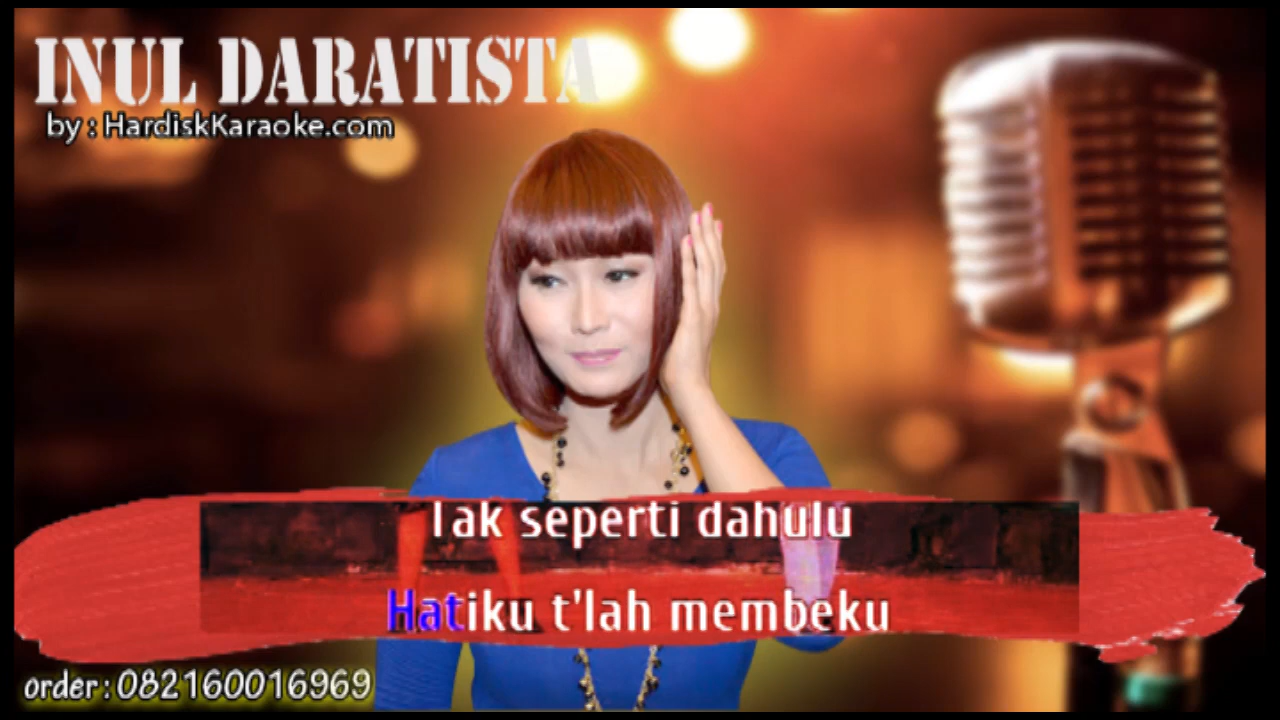 INUL DARATISTA
by : HardiskKaraoke.com
Tak seperti dahulu
Hatiku t'lah membeku
order : 082160016969